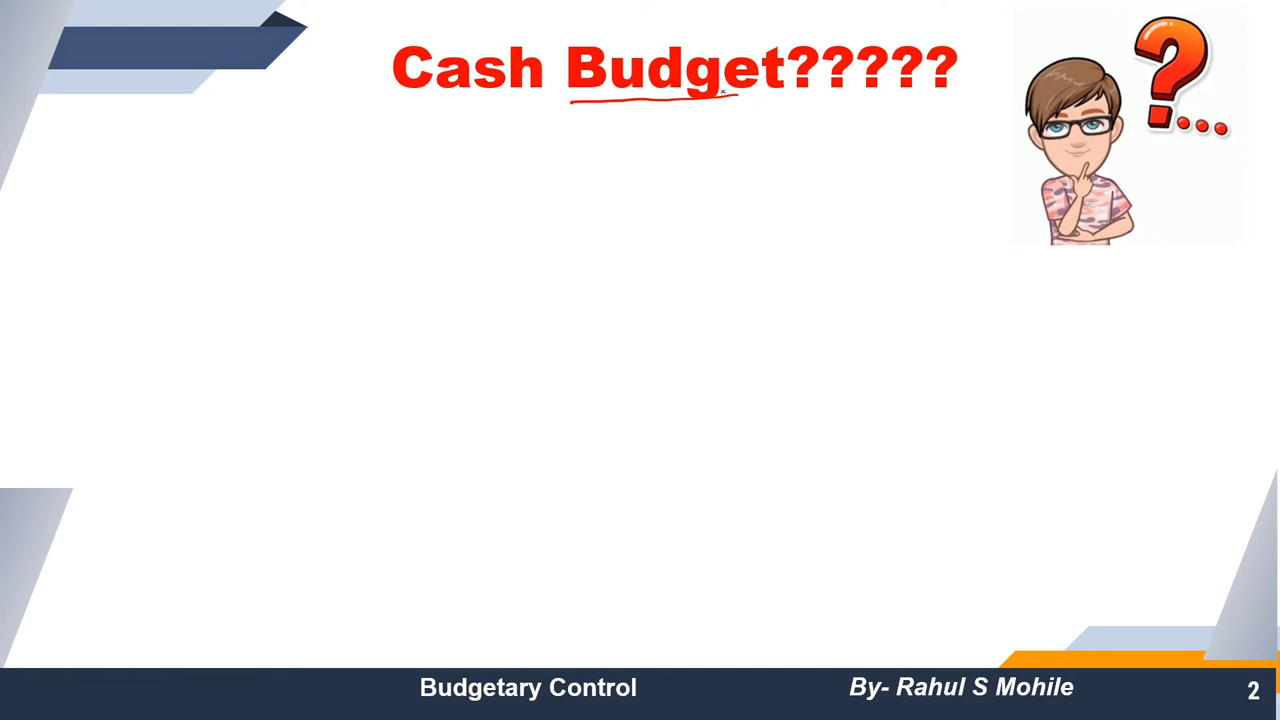 Cash Budget?????
?...
Budgetary Control
By- Rahul S Mohile
2